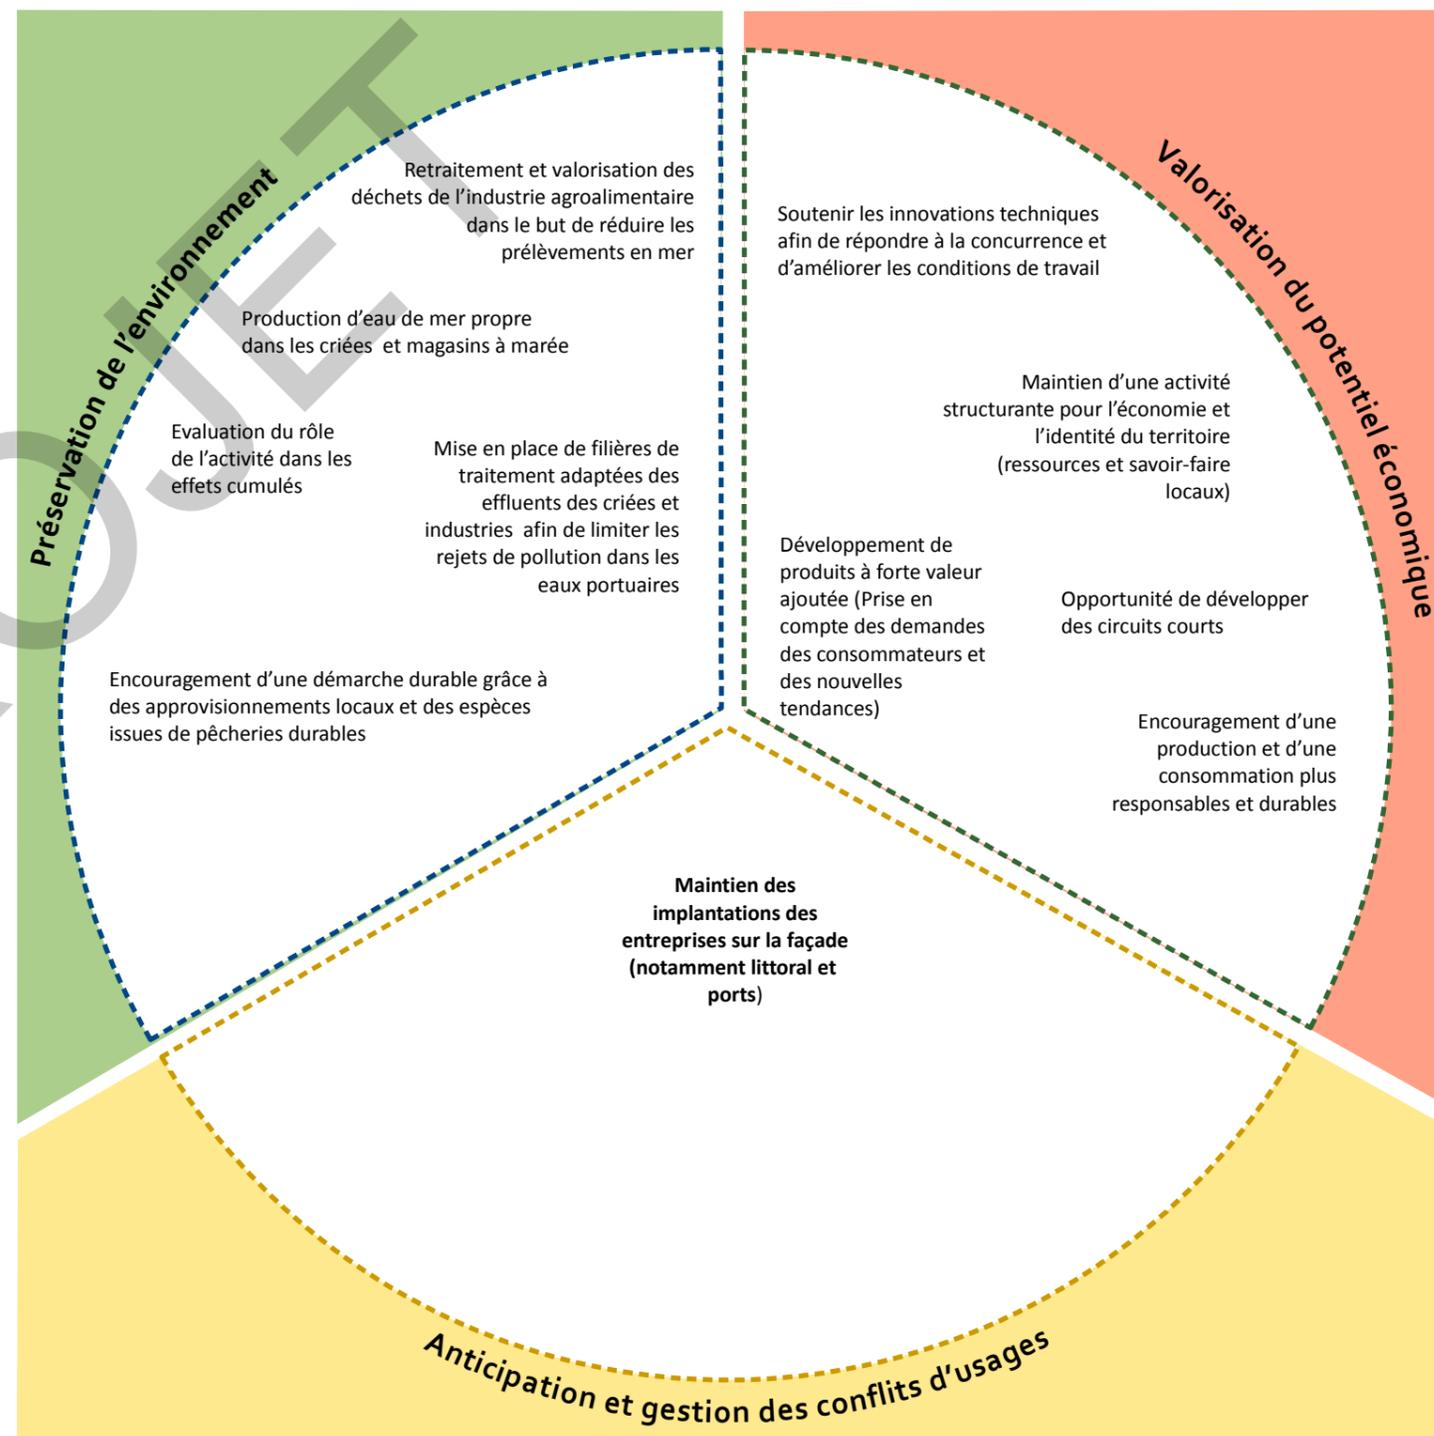 Préservation de l’environnement
Retraitement et valorisation des
déchets de l’industrie agroalimentaire
dans le but de réduire les
prélèvements en mer
Production d’eau de mer propre
dans les criées et magasins à marée
Evaluation du rôle
de l’activité dans les
effets cumulés
Mise en place de filières de
traitement adaptées des
effluents des criées et
industries afin de limiter les
rejets de pollution dans les
eaux portuaires
Encouragement d’une démarche durable grâce à
des approvisionnements locaux et des espèces
issues de pêcheries durables
Valorisation du potentiel économique
Soutenir les innovations techniques
afin de répondre à la concurrence et
d’améliorer les conditions de travail
Maintien d’une activité
structurante pour l’économie et
l’identité du territoire
(ressources et savoir-faire
locaux)
Développement de
produits à forte valeur
ajoutée (Prise en
compte des demandes
des consommateurs et
des nouvelles
tendances)
Opportunité de développer
des circuits courts
Encouragement d’une
production et d’une
consommation plus
responsables et durables
Maintien des
implantations des
entreprises sur la façade
(notamment littoral et
ports)
Anticipation et gestion des conflits d’usages
OJET